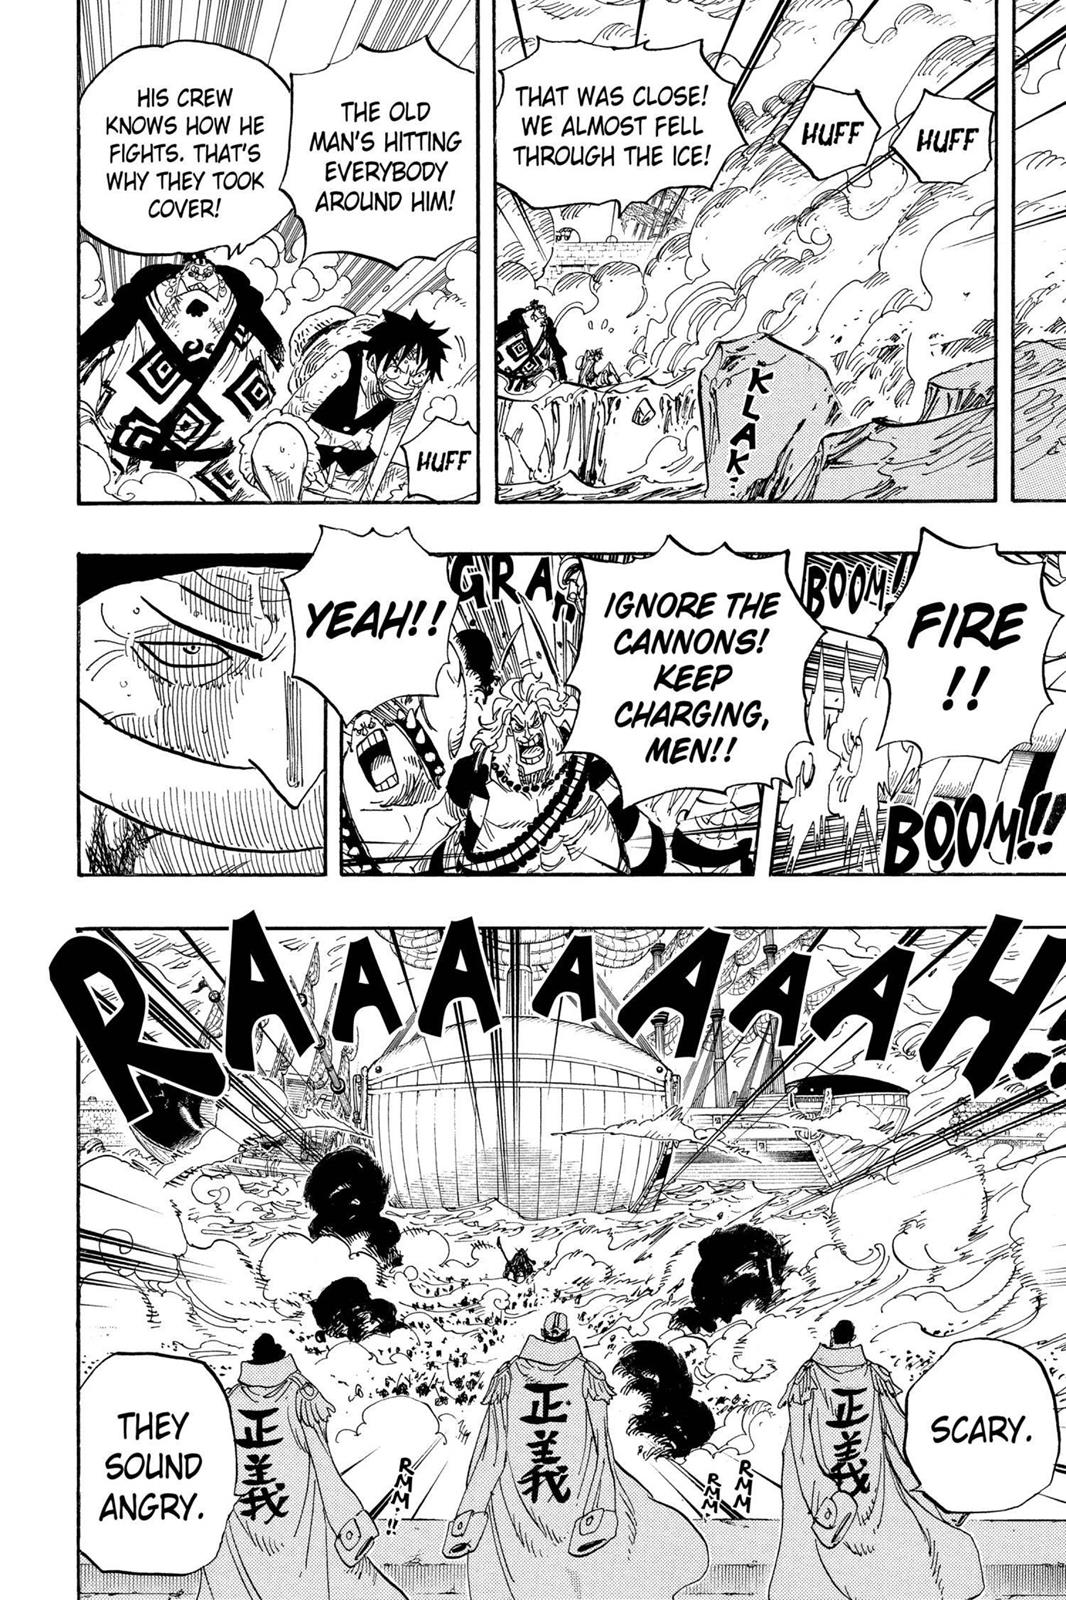 HUFF
HUFF
THAT WAS CLOSE!
WE ALMOST FELL
THROUGH THE ICE!
KLAK
THE OLD
MAN'S HITTING
EVERYBODY
AROUND HIM!
HIS CREW
KNOWS HOW HE
FIGHTS. THAT'S
WHY THEY TOOK
COVER!
HUFF
FIRE
!!
BOOM!!
BOOM!!!
IGNORE THE
CANNONS!
KEEP
CHARGING,
MEN!!
GRAH
YEAH!!
RAAAAAAAAH!!
SCARY.
正義
正義
正義
RMM
RMM
RMM!!
THEY
SOUND
ANGRY.